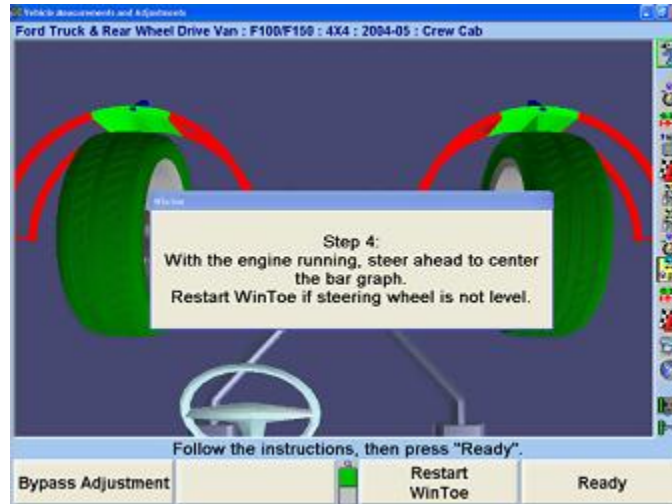 Vehicle Measurements and Adjustments
Ford Truck & Rear Wheel Drive Van : F100/F150 : 4X4 : 2004-05 : Crew Cab
WinToe
Step 4:
With the engine running, steer ahead to center
the bar graph.
Restart WinToe if steering wheel is not level.
Follow the instructions, then press "Ready".
Bypass Adjustment
Restart
WinToe
Ready